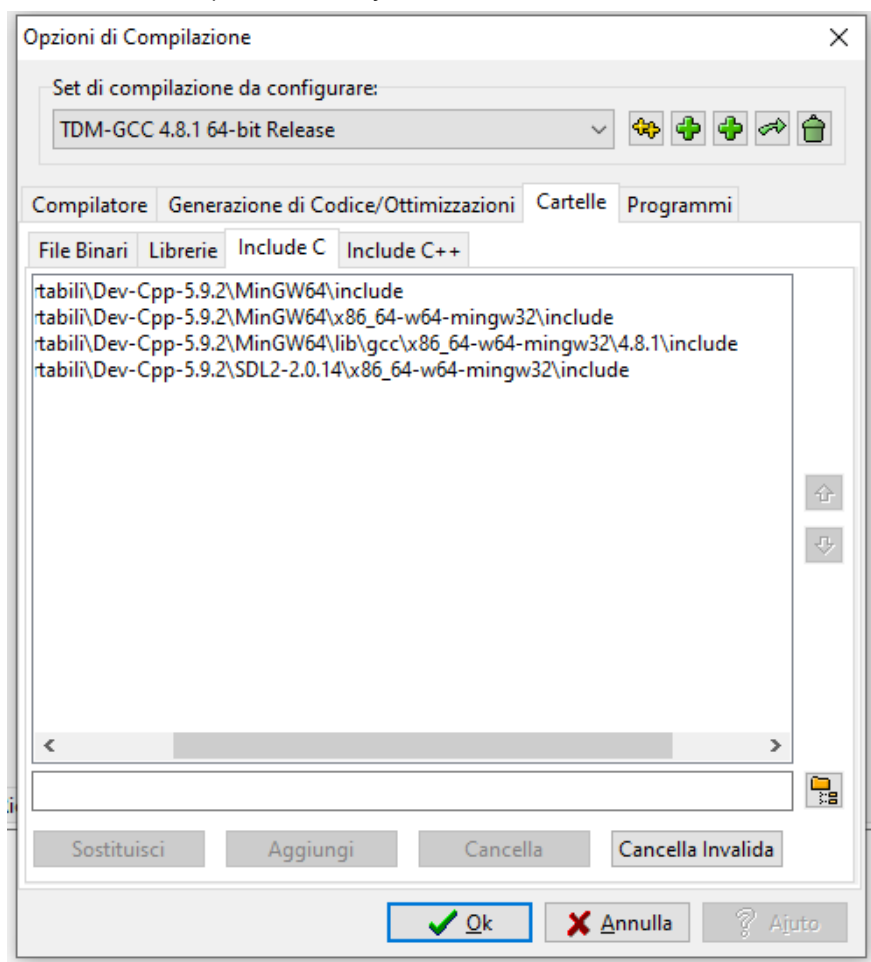 Opzioni di Compilazione
Set di compilazione da configurare:
TDM-GCC 4.8.1 64-bit Release
Compilatore Generazione di Codice/Ottimizzazioni Cartelle Programmi
File Binari Librerie Include C Include C++
rtabili\Dev-Cpp-5.9.2\MinGW64\include
rtabili\Dev-Cpp-5.9.2\MinGW64\x86_64-w64-mingw32\include
rtabili\Dev-Cpp-5.9.2\MinGW64\lib\gcc\x86_64-w64-mingw32\4.8.1\include
rtabili\Dev-Cpp-5.9.2\SDL2-2.0.14\x86_64-w64-mingw32\include
Sostituisci Aggiungi Cancella Cancella Invalida
Ok Annulla Ajuto